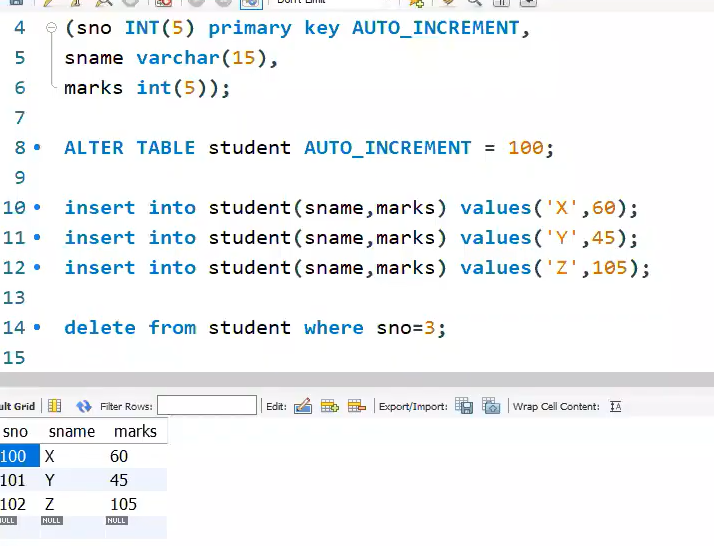 4 (sno INT(5) primary key AUTO_INCREMENT,
5 sname varchar(15),
6 marks int(5));
7
8 ALTER TABLE student AUTO_INCREMENT = 100;
9
10 insert into student(sname,marks) values('X',60);
11 insert into student(sname,marks) values('Y',45);
12 insert into student(sname,marks) values('Z',105);
13
14 delete from student where sno=3;
15
ult Grid Filter Rows: Edit: Export/Import: Wrap Cell Content: IA
sno sname marks
100 X 60
101 Y 45
102 Z 105
NULL NULL NULL